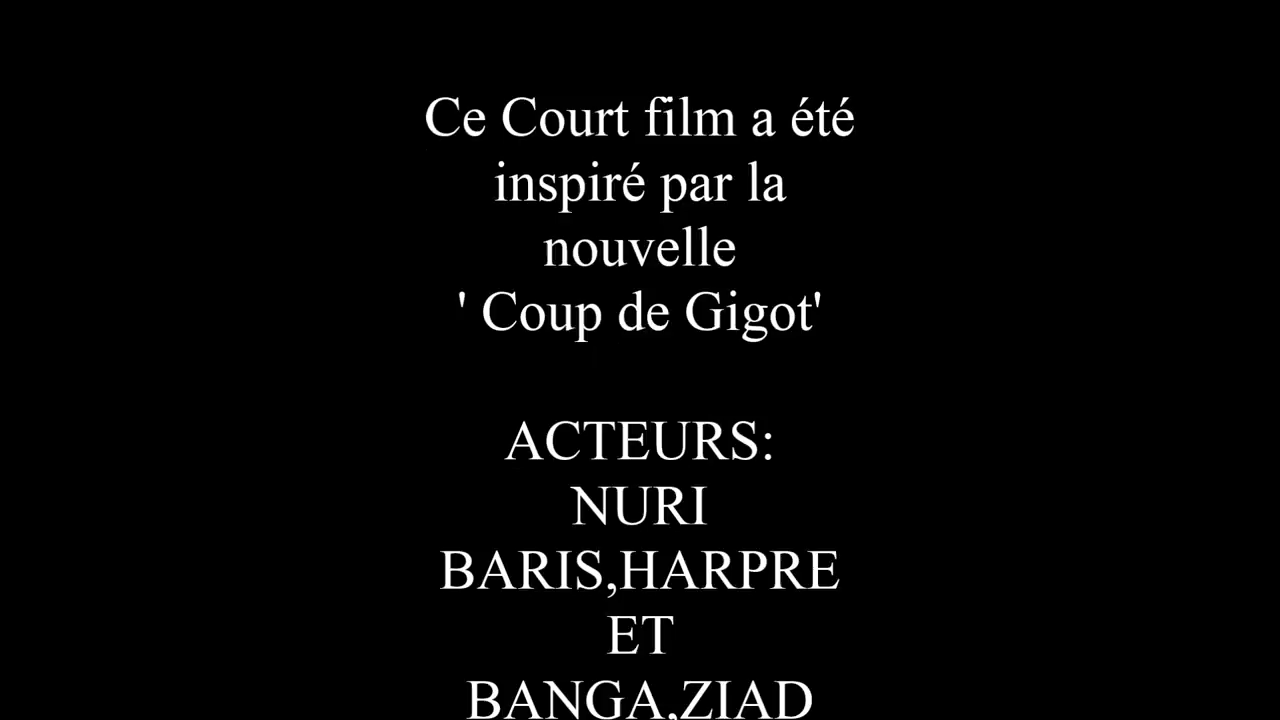 Ce Court film a été
inspiré par la
nouvelle
' Coup de Gigot'
ACTEURS:
NURI
BARIS,HARPRE
ET
BANGA,ZIAD